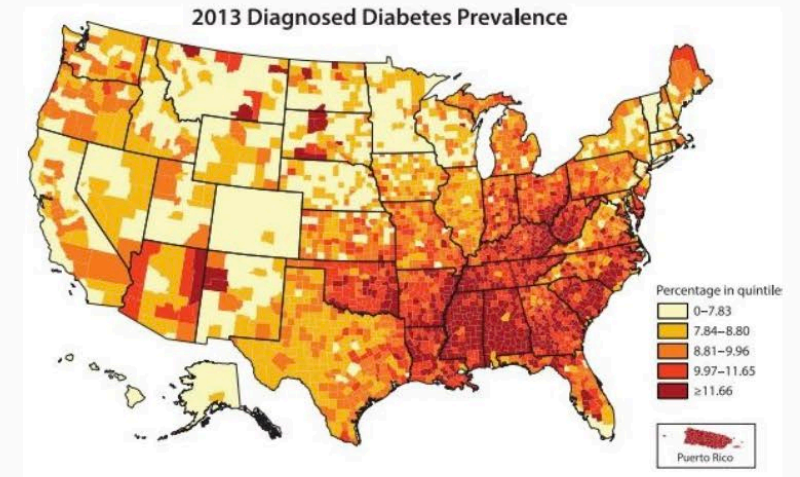 2013 Diagnosed Diabetes Prevalence
Percentage in quintile
0–7.83
7.84–8.80
8.81–9.96
9.97–11.65
≥11.66
Puerto Rico